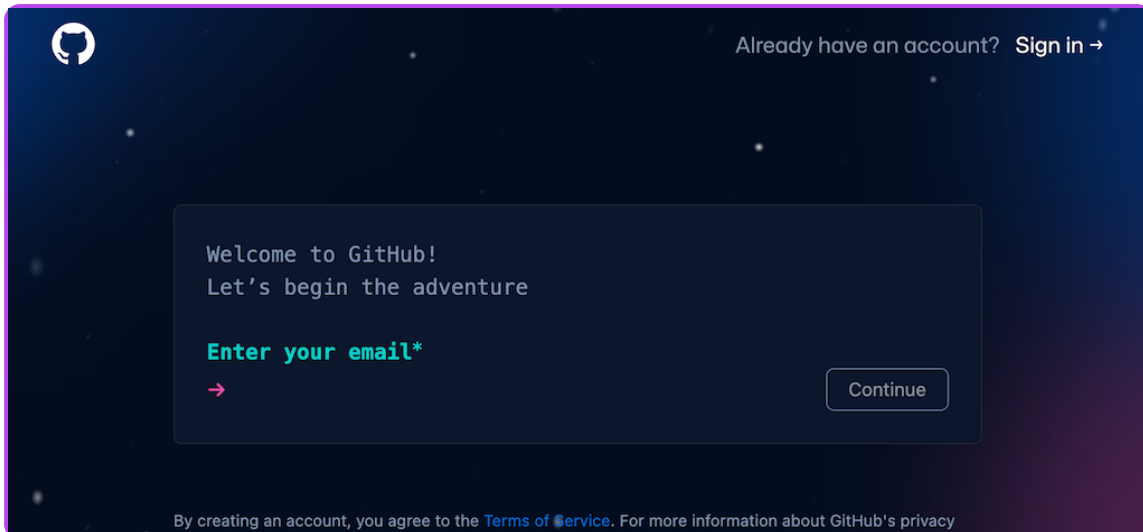 Already have an account? Sign in →
Welcome to GitHub!
Let’s begin the adventure
Enter your email*
→
Continue
By creating an account, you agree to the Terms of Service. For more information about GitHub's privacy